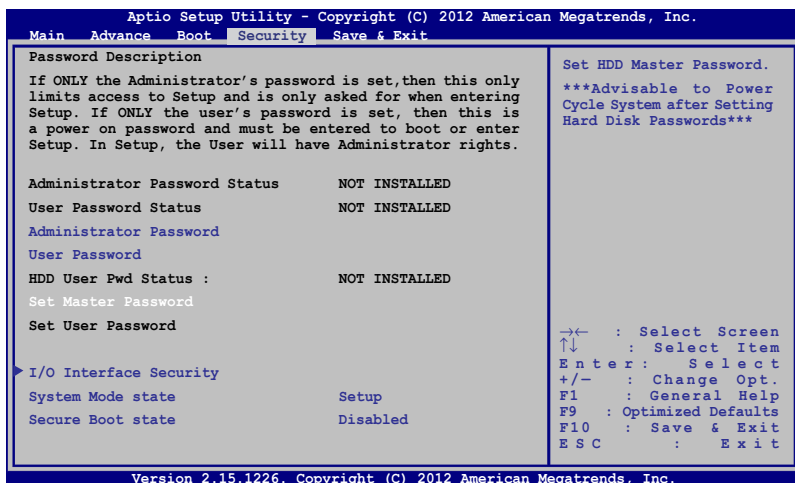 Aptio Setup Utility - Copyright (C) 2012 American Megatrends, Inc.
Main Advance Boot Security Save & Exit
Password Description
If ONLY the Administrator's password is set,then this only
limits access to Setup and is only asked for when entering
Setup. If ONLY the user's password is set, then this is
a power on password and must be entered to boot or enter
Setup. In Setup, the User will have Administrator rights.
Administrator Password Status NOT INSTALLED
User Password Status NOT INSTALLED
Administrator Password
User Password
HDD User Pwd Status : NOT INSTALLED
Set Master Password
Set User Password
I/O Interface Security
System Mode state Setup
Secure Boot state Disabled
Set HDD Master Password.
***Advisable to Power
Cycle System after Setting
Hard Disk Passwords***
→← : Select Screen
↑↓ : Select Item
Enter: Select
+/— : Change Opt.
F1 : General Help
F9 : Optimized Defaults
F10 : Save & Exit
ESC : Exit
Version 2.15.1226. Copyright (C) 2012 American Megatrends, Inc.